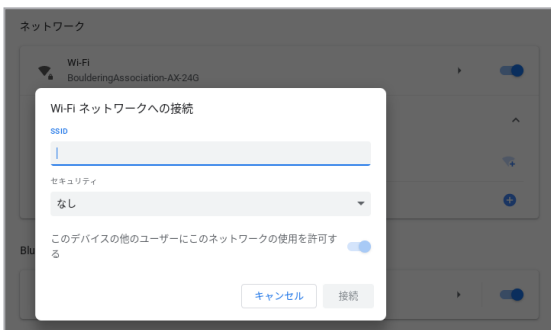 ネットワーク
Wi-Fi
BoulderingAssociation-AX-24G
Wi-Fi ネットワークへの接続
SSID
セキュリティ
なし
このデバイスの他のユーザーにこのネットワークの使用を許可す
る
Blu
キャンセル
接続